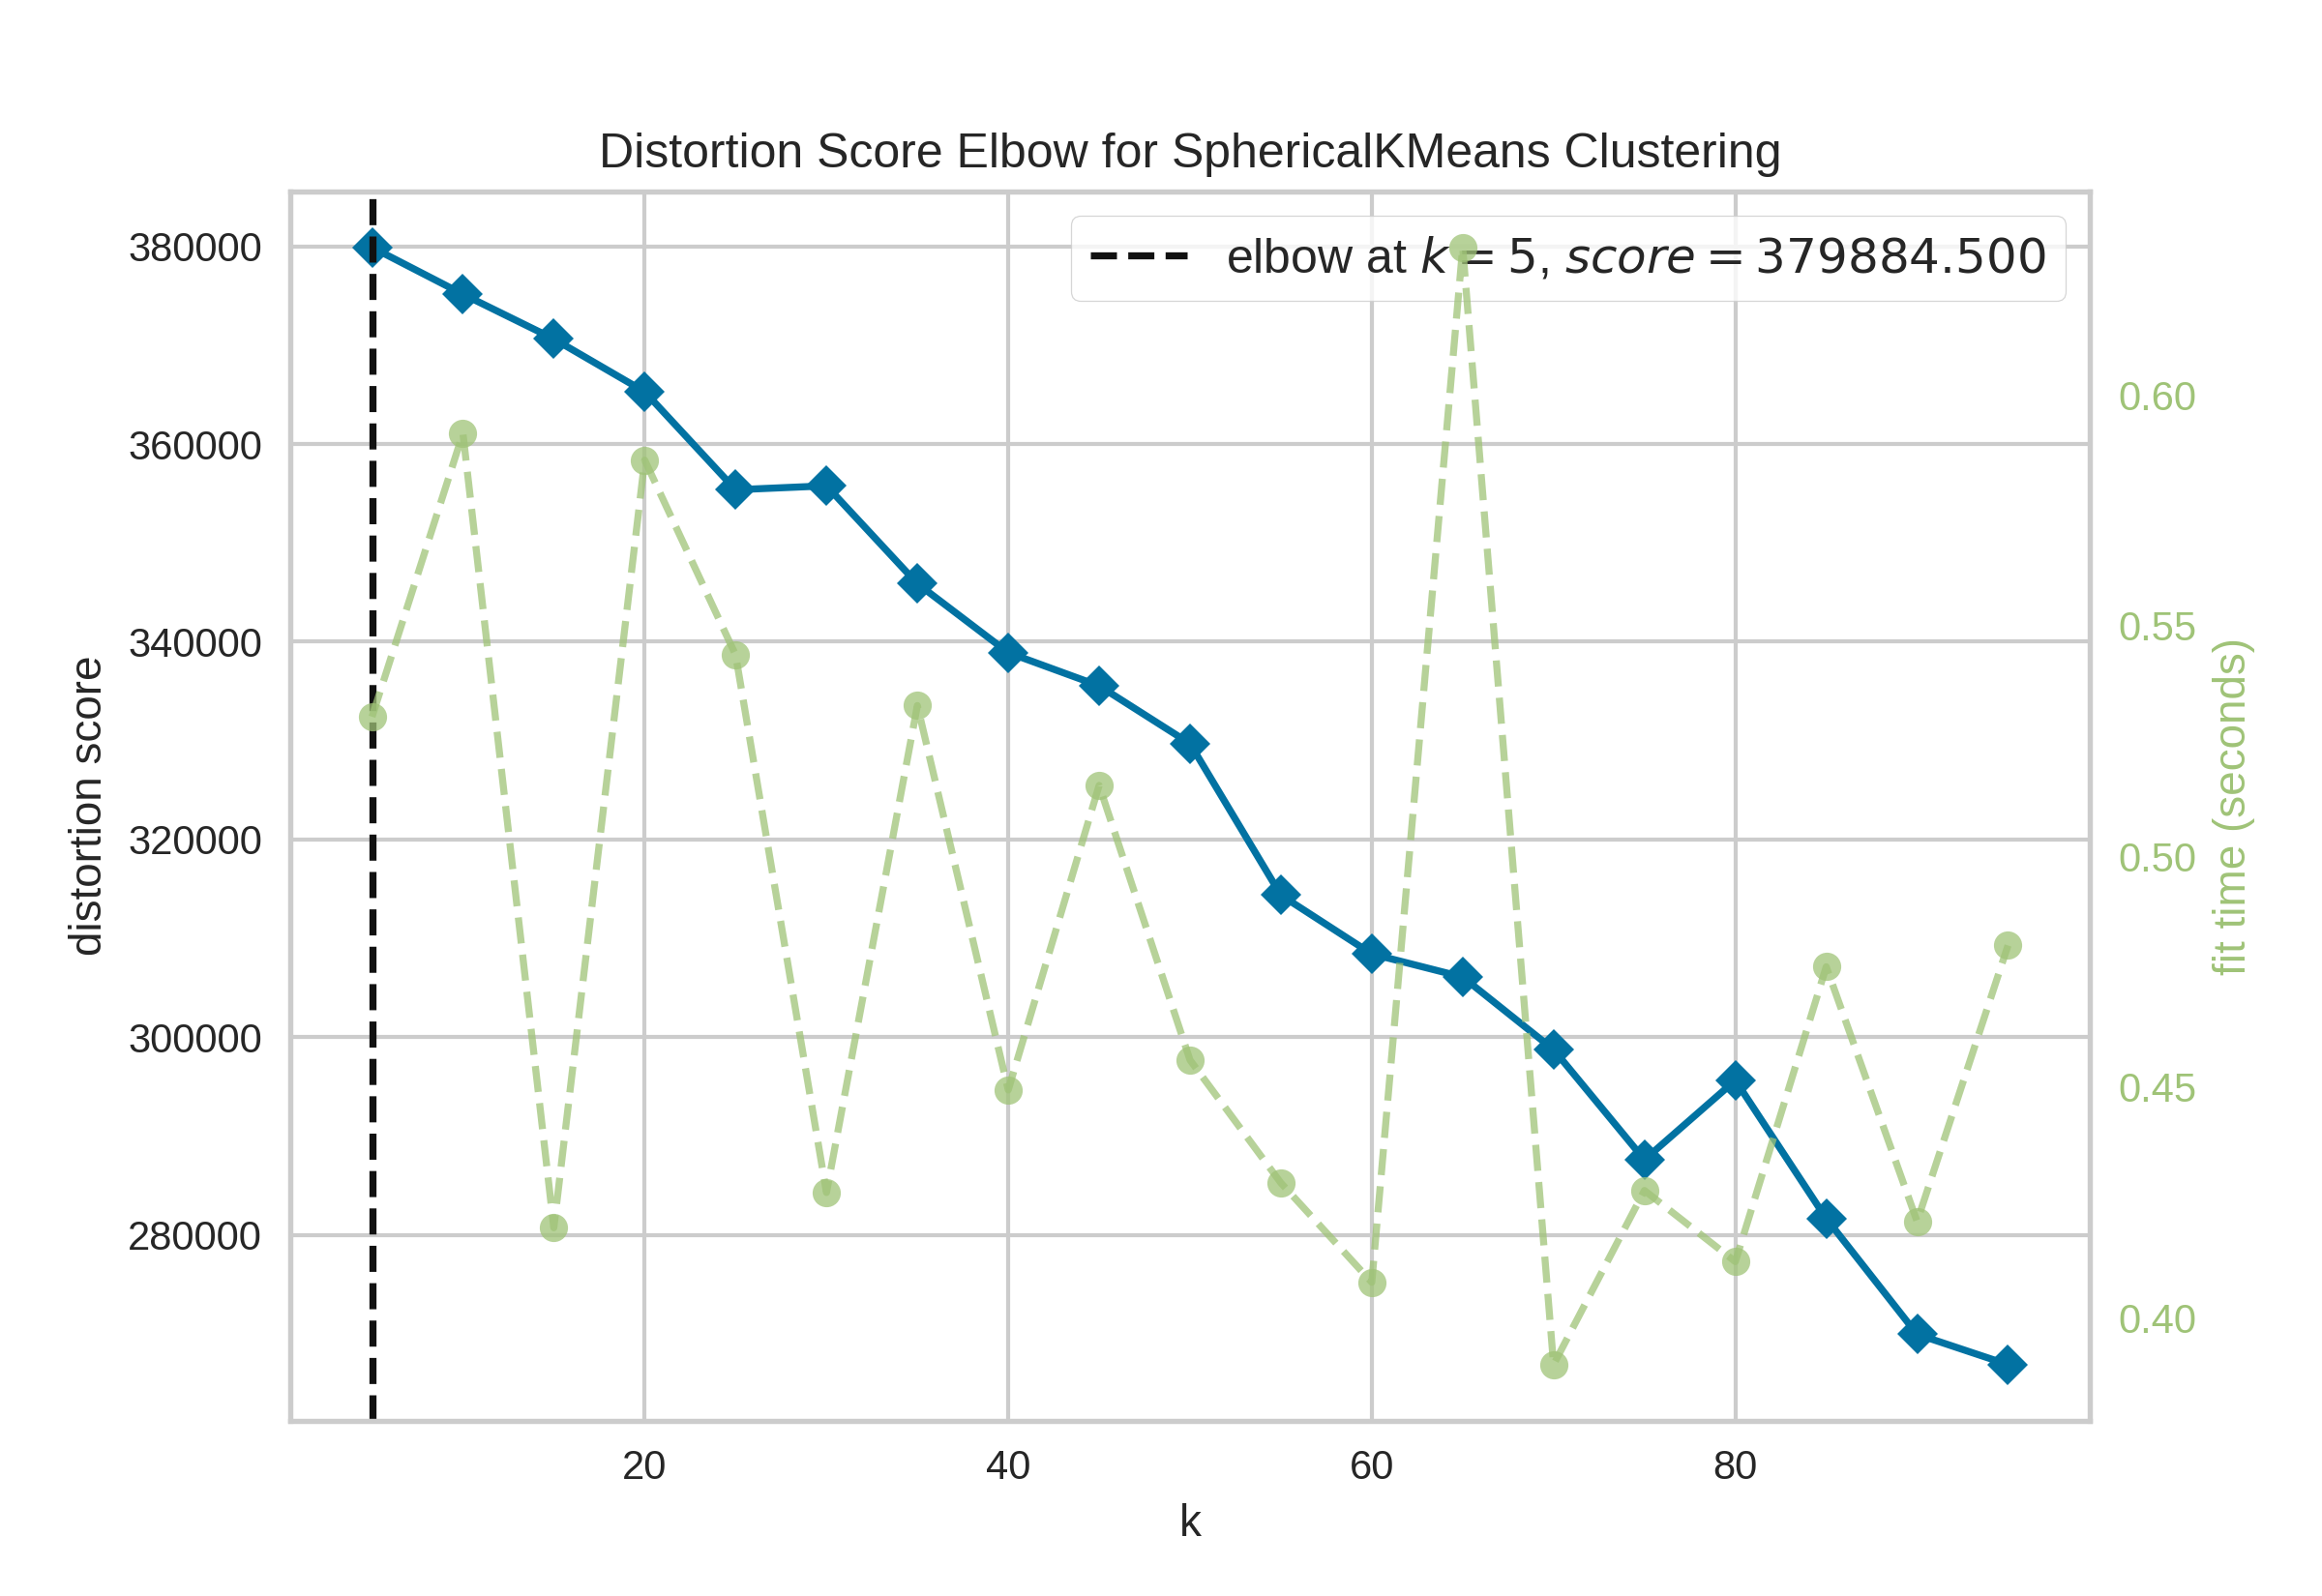 Distortion Score Elbow for SphericalKMeans Clustering
elbow at k = 5, score = 379884.500
distortion score
380000
360000
340000
320000
300000
280000
0.60
0.55
0.50
0.45
0.40
fit time (seconds)
20 40 60 80
k